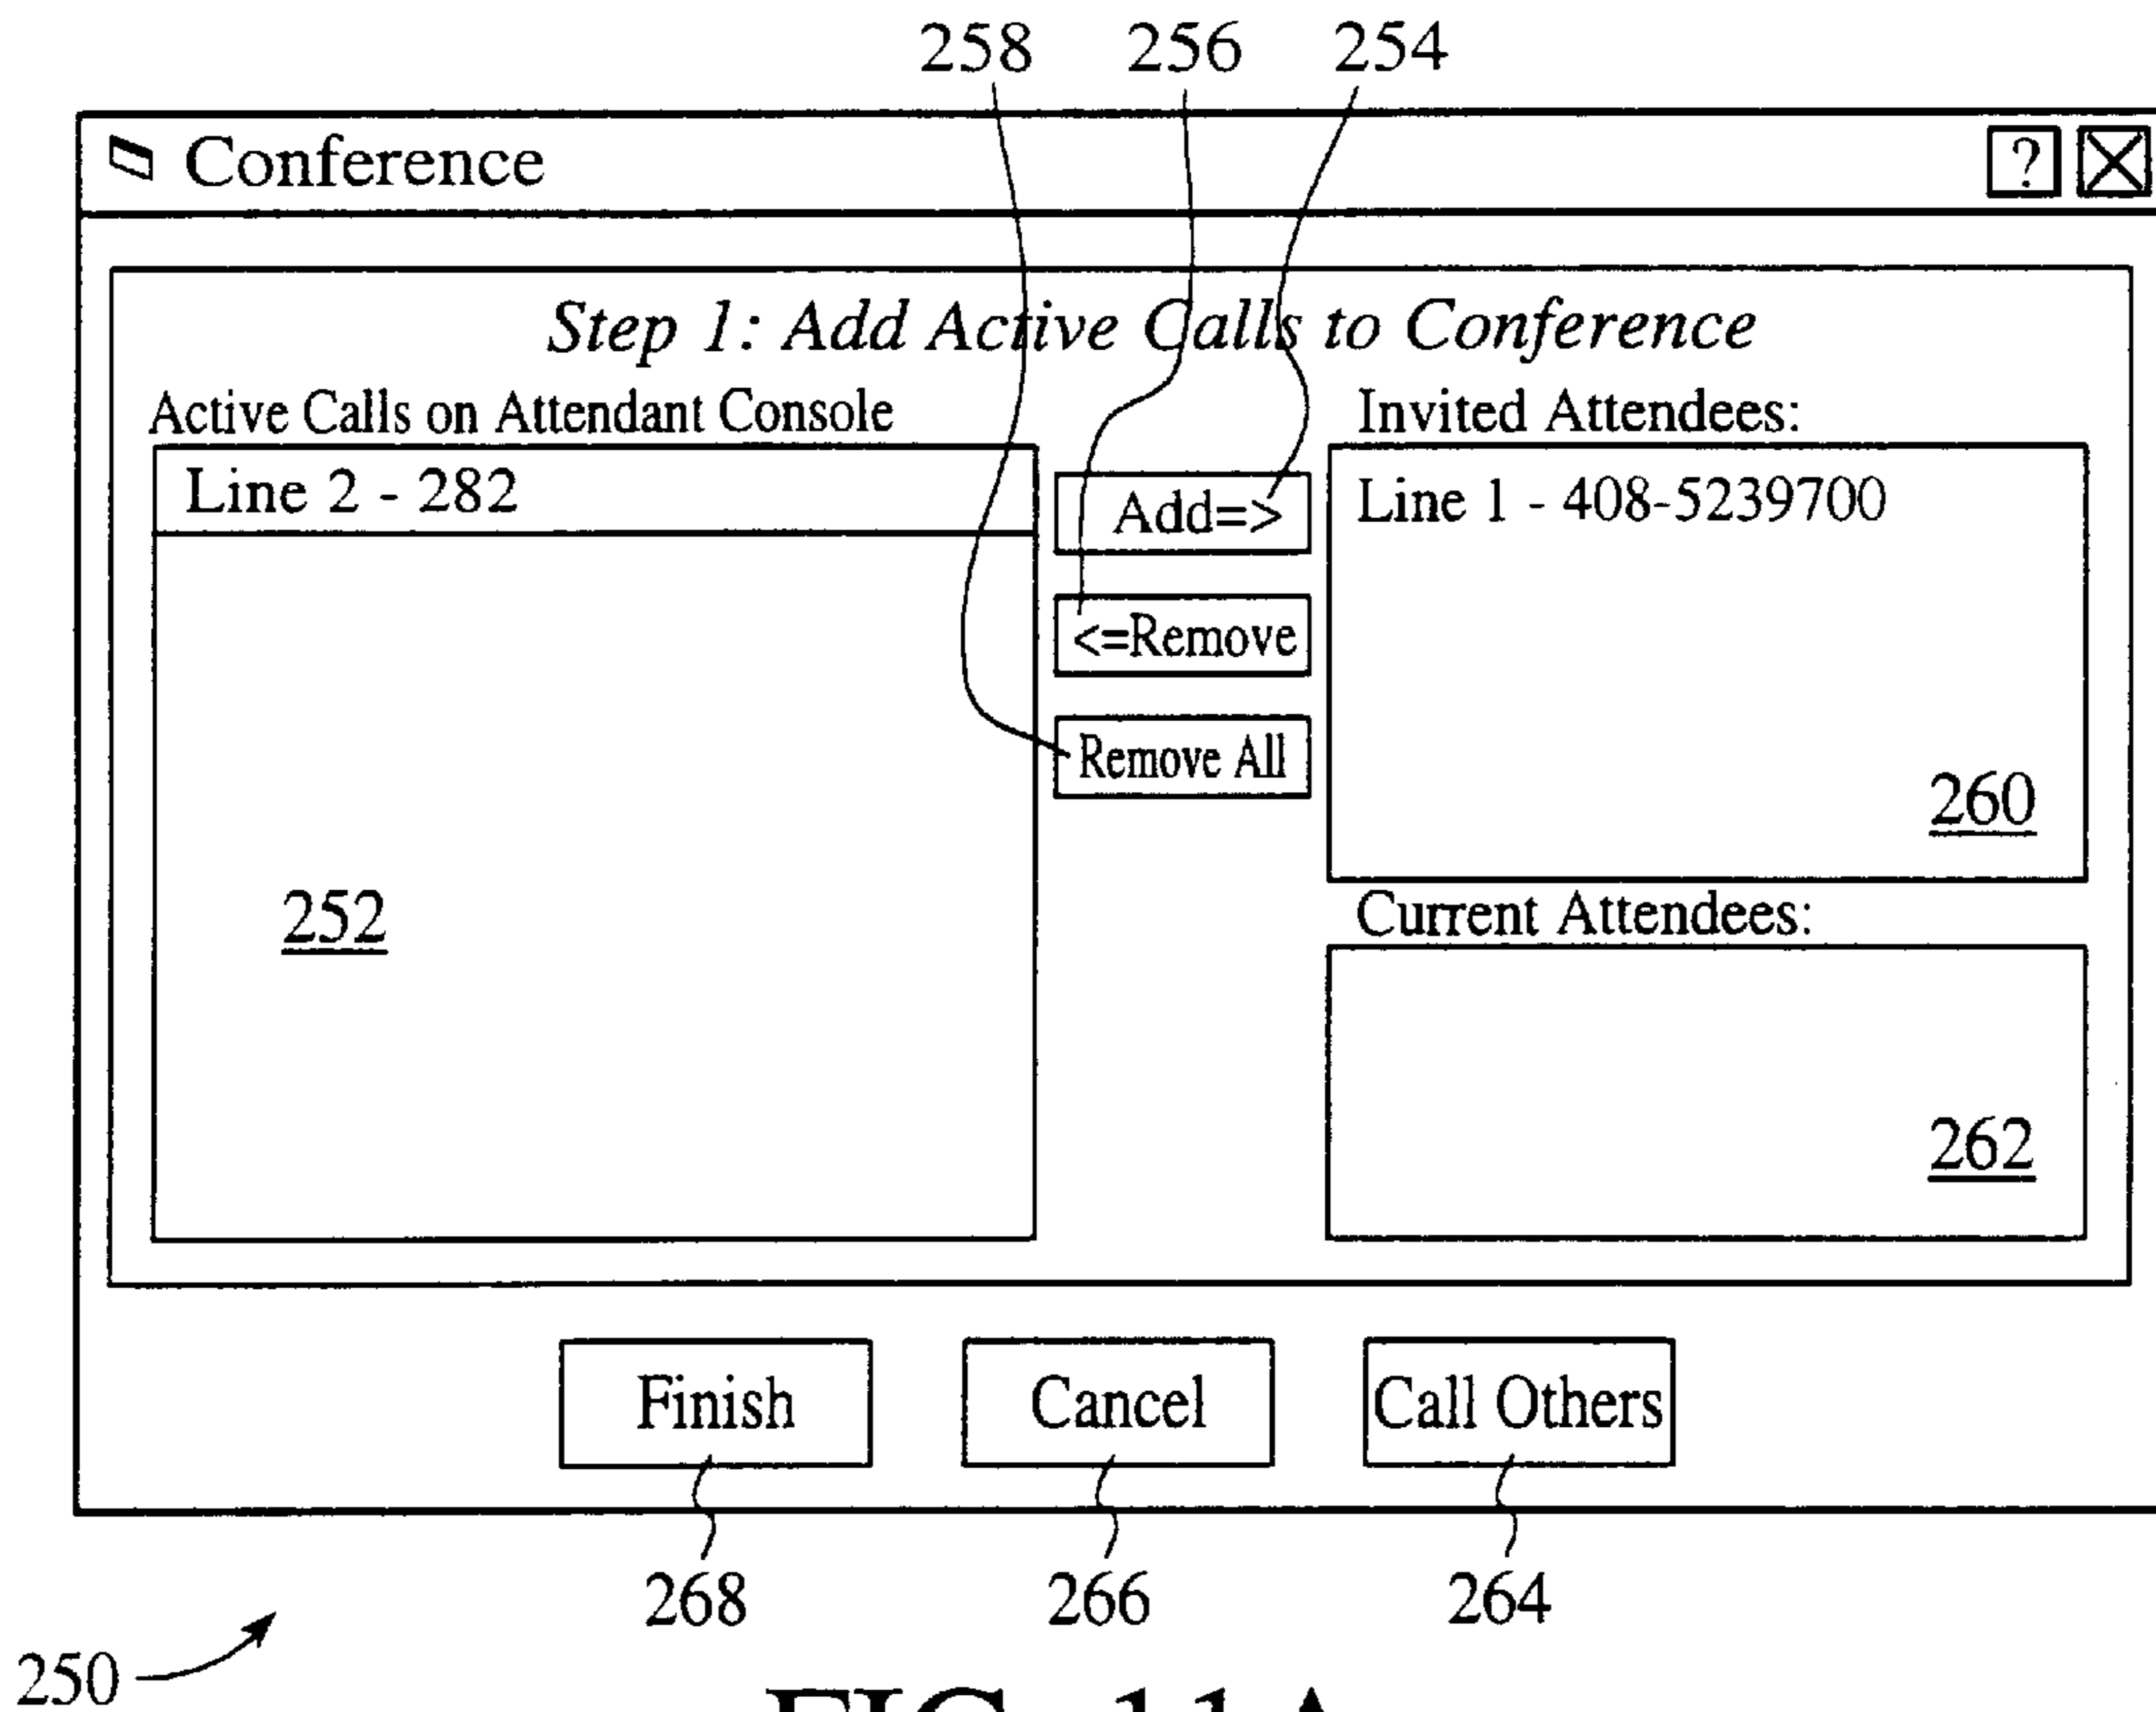 258 256 254
Conference ?
Step 1: Add Active Calls to Conference
Active Calls on Attendant Console
Invited Attendees:
Line 2 - 282
Line 1 - 408-5239700
Add=>
<=Remove
Remove All
260
252
Current Attendees:
262
Finish Cancel Call Others
268 266 264
250
FIG. 11A